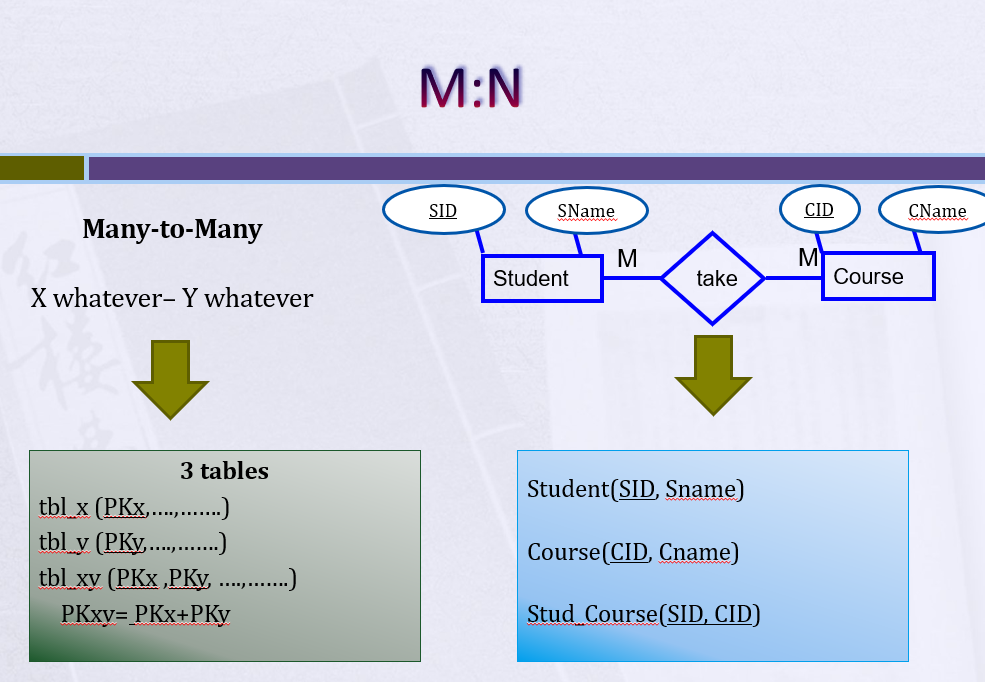 M:N
Many-to-Many
X whatever– Y whatever
SID
SName
CID
CName
Student
M
take
M
Course
3 tables
tbl_x (PKx,….,…….)
tbl_y (PKy,….,…….)
tbl_xy (PKx ,PKy, ….,…….)
PKxy= PKx+PKy
Student(SID, Sname)
Course(CID, Cname)
Stud_Course(SID, CID)